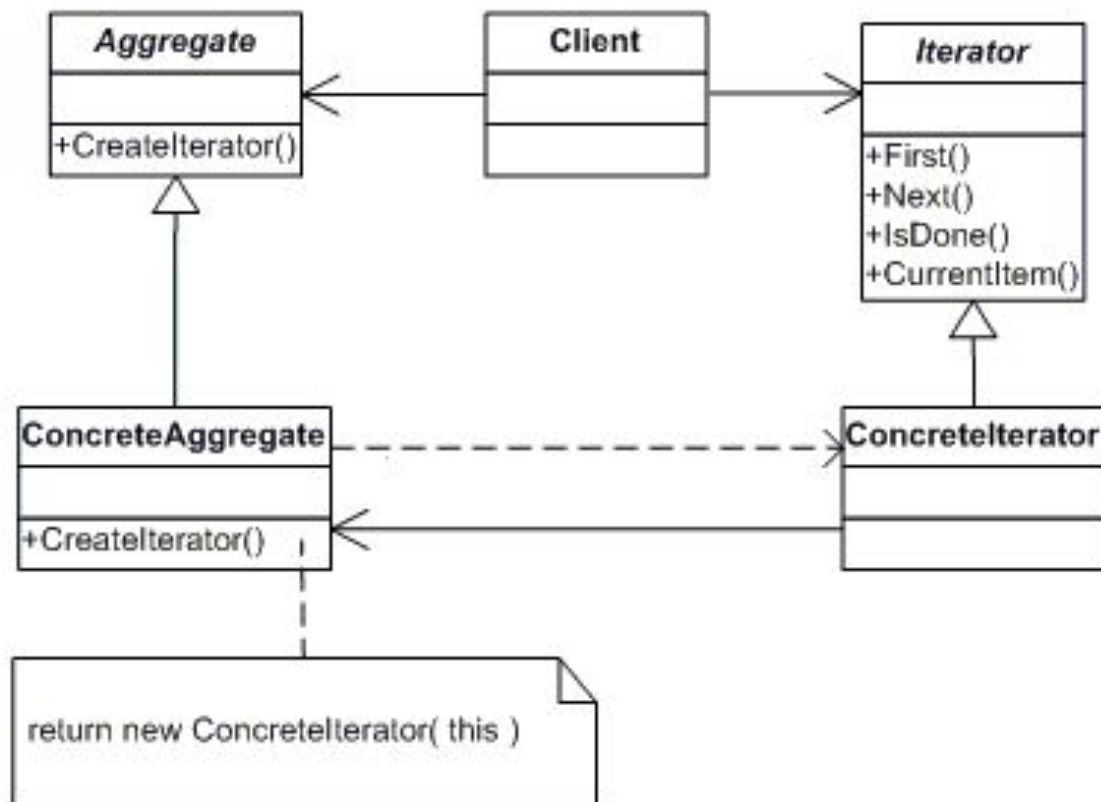 Aggregate
+CreateIterator()
Client
Iterator
+First()
+Next()
+IsDone()
+CurrentItem()
ConcreteAggregate
+CreateIterator()
ConcreteIterator
return new ConcreteIterator( this )